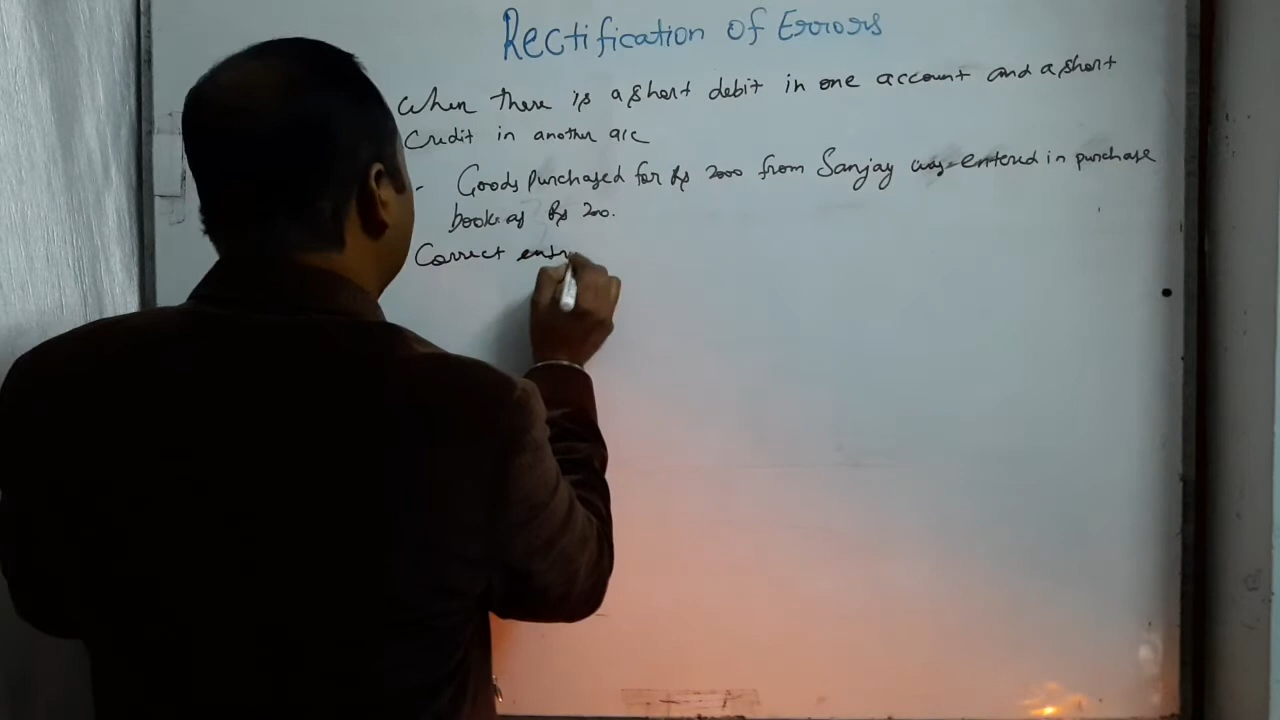 Rectification of Errors
When there is a short debit in one account and a short
Credit in another a/c
- Goods purchased for Rs 2000 from Sanjay was entered in purchase
book as Rs 200.
Correct entr